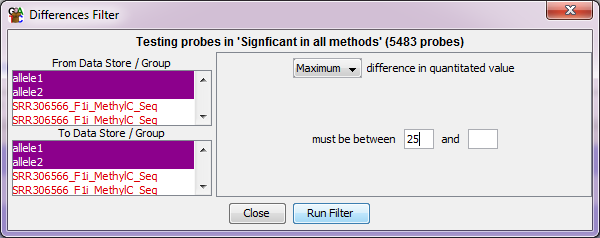 Differences Filter
Testing probes in 'Signficant in all methods' (5483 probes)
From Data Store / Group
allele1
allele2
SRR306566_F1i_MethylC_Seq
SRR306566_F1i_MethylC_Seq
To Data Store / Group
allele1
allele2
SRR306566_F1i_MethylC_Seq
SRR306566_F1i_MethylC_Seq
Maximum difference in quantitated value
must be between 25 and
Close Run Filter